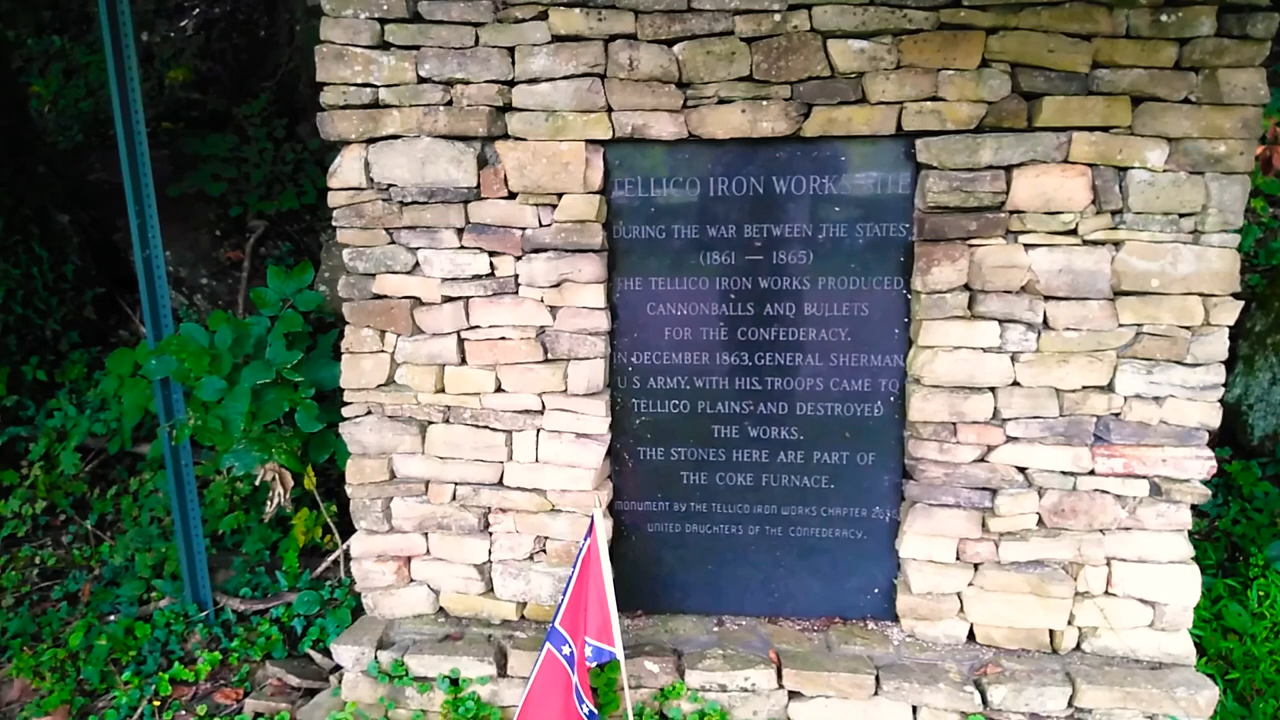 TELLICO IRON WORKS SITE
DURING THE WAR BETWEEN THE STATES
(1861 — 1865)
THE TELLICO IRON WORKS PRODUCED
CANNONBALLS AND BULLETS
FOR THE CONFEDERACY.
IN DECEMBER 1863, GENERAL SHERMAN
U S ARMY, WITH HIS TROOPS CAME TO
TELLICO PLAINS AND DESTROYED
THE WORKS.
THE STONES HERE ARE PART OF
THE COKE FURNACE.
MONUMENT BY THE TELLICO IRON WORKS CHAPTER
UNITED DAUGHTERS OF THE CONFEDERACY.